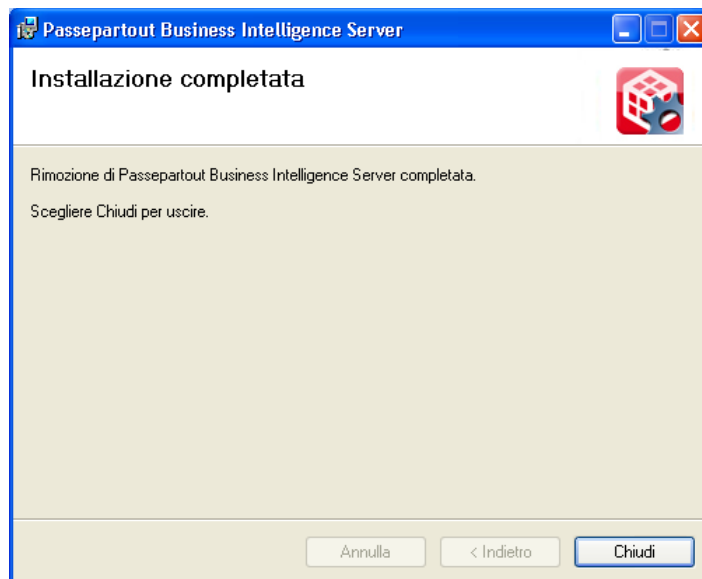 Passepartout Business Intelligence Server
Installazione completata
Rimozione di Passepartout Business Intelligence Server completata.
Scegliere Chiudi per uscire.
Annulla
< Indietro
Chiudi